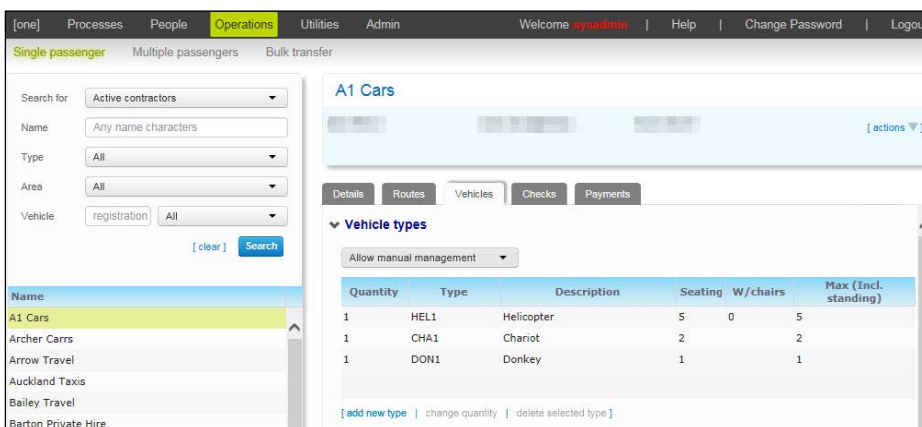 [one] Processes People Operations Utilities Admin Welcome sysadmin | Help | Change Password | Logou
Single passenger Multiple passengers Bulk transfer
Search for Active contractors
Name Any name characters
Type All
Area All
Vehicle registration All
[ clear ] Search
Name
A1 Cars
Archer Carrs
Arrow Travel
Auckland Taxis
Bailey Travel
Barton Private Hire
A1 Cars
[ actions ]
Details Routes Vehicles Checks Payments
Vehicle types
Allow manual management
Quantity Type Description Seating W/chairs Max (Incl. standing)
1 HEL1 Helicopter 5 0 5
1 CHA1 Chariot 2 2
1 DON1 Donkey 1 1
[ add new type | change quantity | delete selected type ]